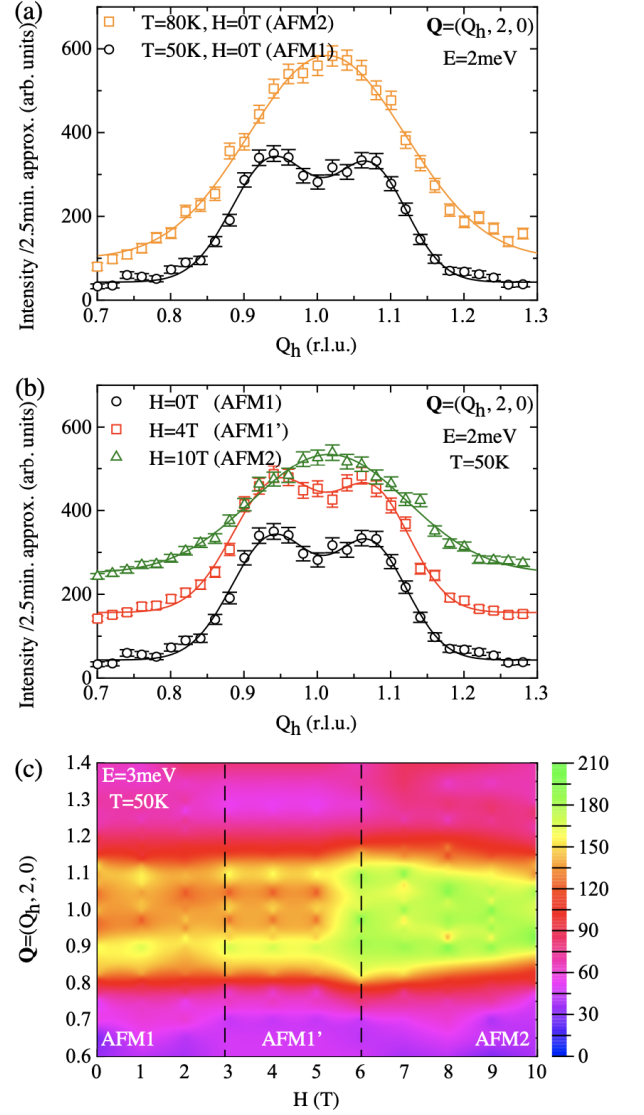 (a)
T=80K, H=0T (AFM2)
T=50K, H=0T (AFM1)
Q=(Qh, 2, 0)
E=2meV
Intensity /2.5min. approx. (arb. units)
600
400
200
0
0.7 0.8 0.9 1.0 1.1 1.2 1.3
Qh (r.l.u.)
(b)
H=0T (AFM1)
H=4T (AFM1')
H=10T (AFM2)
Q=(Qh, 2, 0)
E=2meV
T=50K
Intensity /2.5min. approx. (arb. units)
600
400
200
0
0.7 0.8 0.9 1.0 1.1 1.2 1.3
Qh (r.l.u.)
(c)
E=3meV
T=50K
Q=(Qh, 2, 0)
1.4
1.3
1.2
1.1
1.0
0.9
0.8
0.7
0.6
AFM1 AFM1' AFM2
0 1 2 3 4 5 6 7 8 9 10
H (T)
210
180
150
120
90
60
30
0